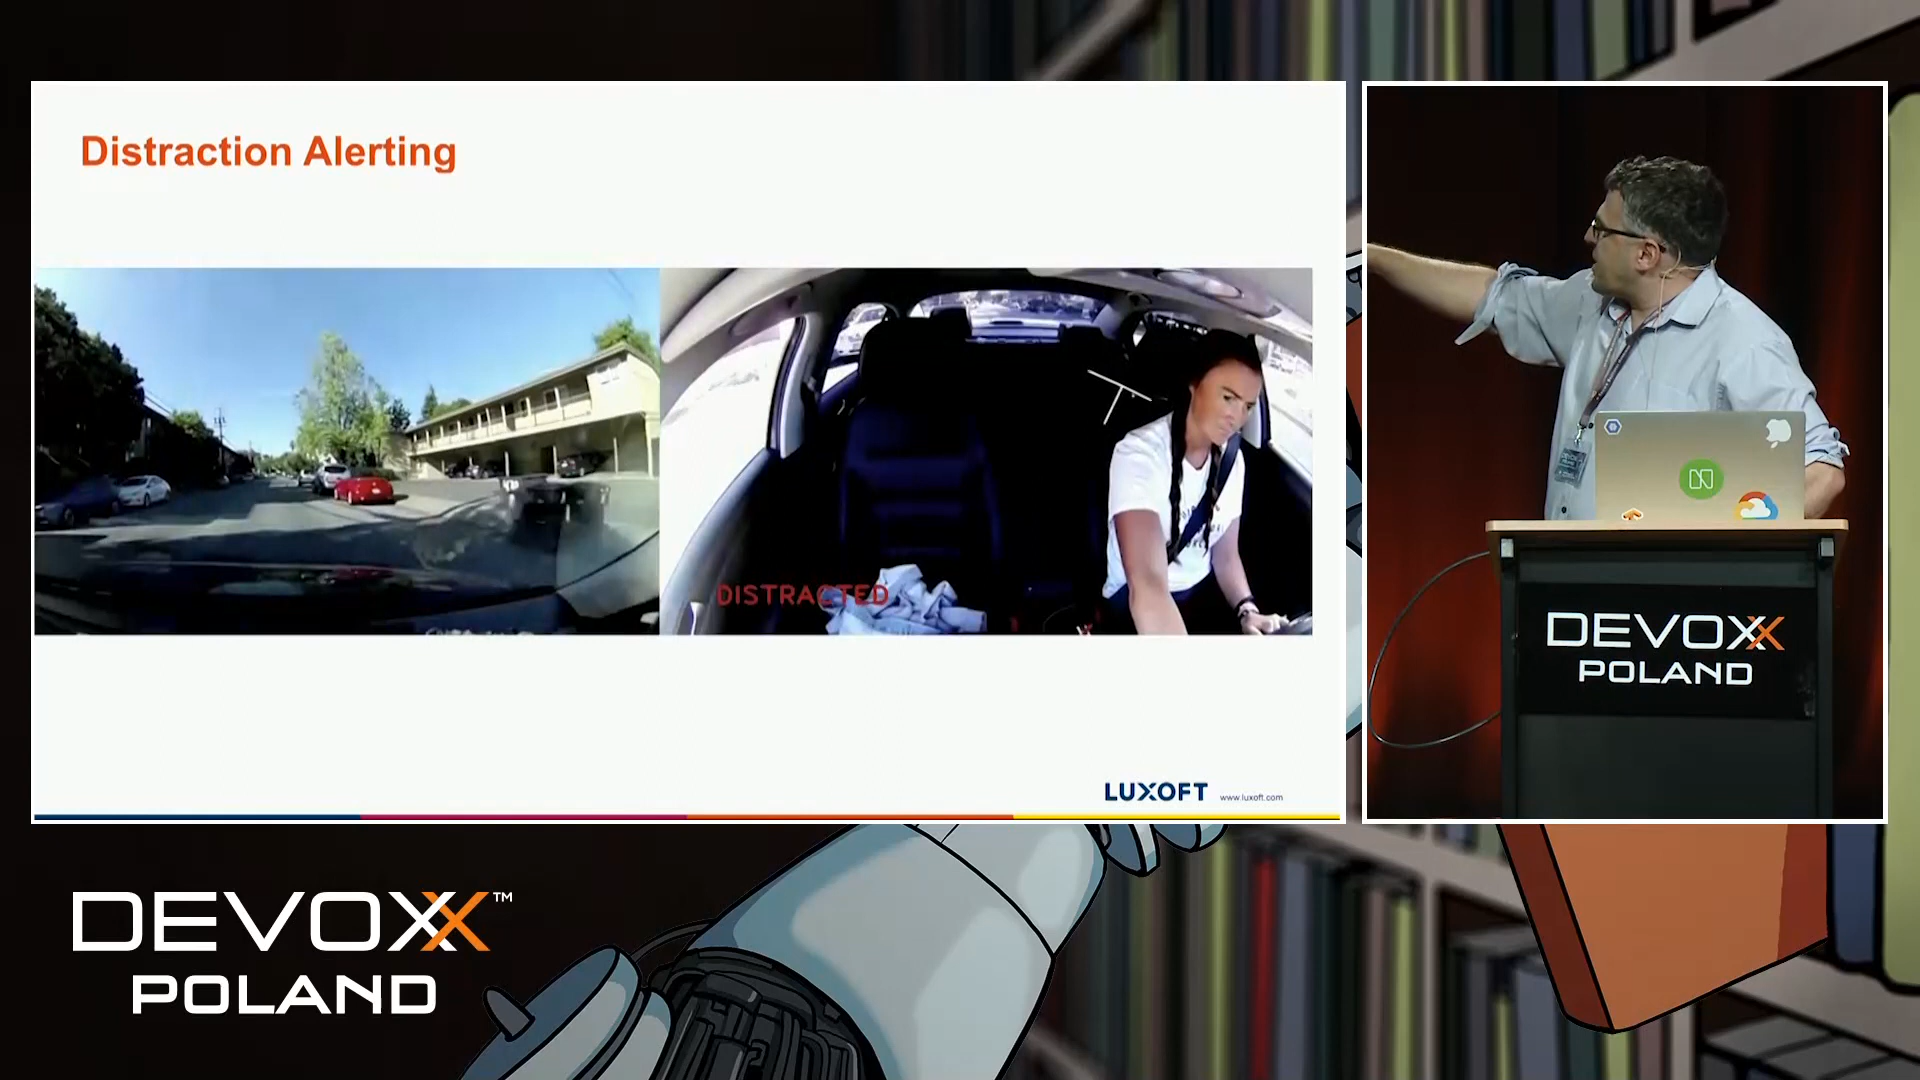 Distraction Alerting
DISTRACTED
LUXOFT www.luxoft.com
DEVOXX
POLAND
DEVOXX™
POLAND